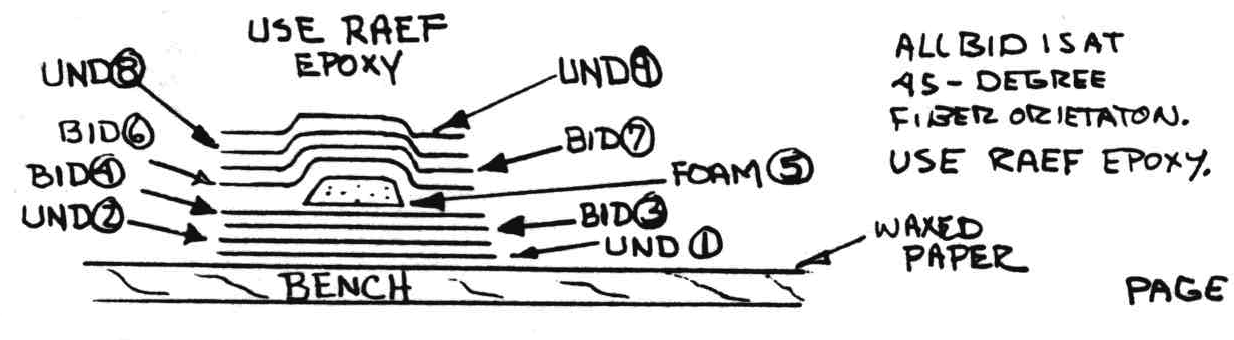 USE RAEF
EPOXY
UND⑧
UND⑨
BID⑥
BID⑦
BID④
FOAM⑤
UND②
BID③
UND①
BENCH
WAXED
PAPER
ALL BID IS AT
45-DEGREE
FIBER ORIETATON.
USE RAEF EPOXY.
PAGE